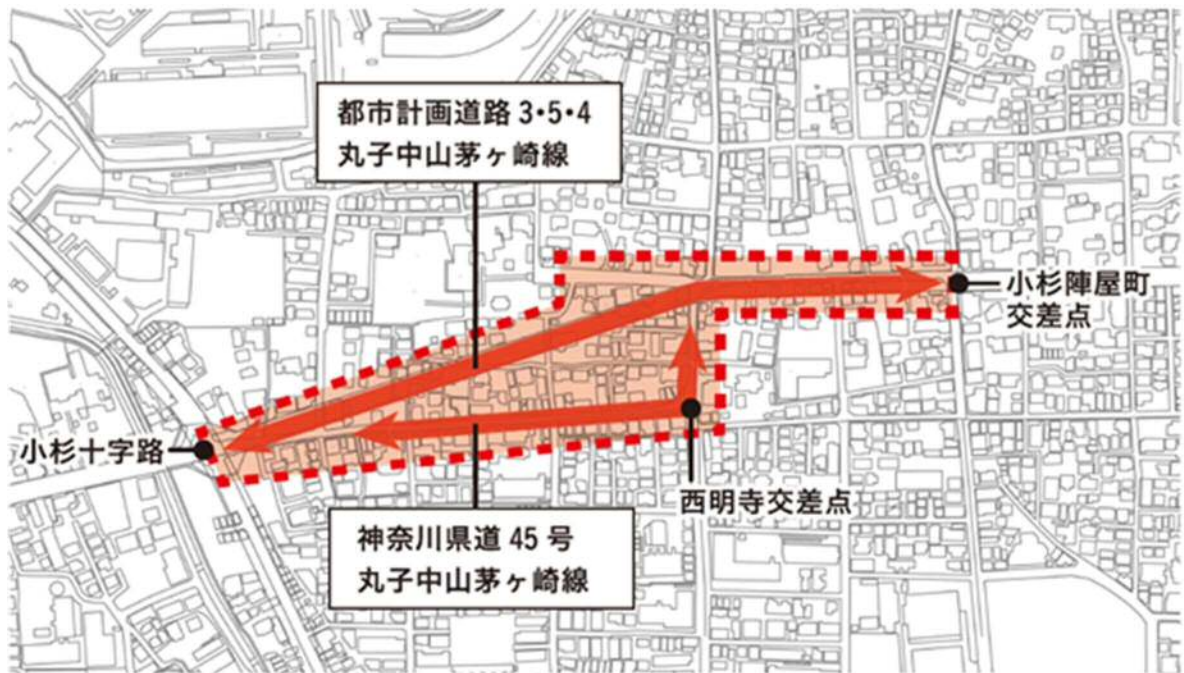 都市計画道路 3・5・4
丸子中山茅ヶ崎線
小杉陣屋町
交差点
小杉十字路
西明寺交差点
神奈川県道 45 号
丸子中山茅ヶ崎線